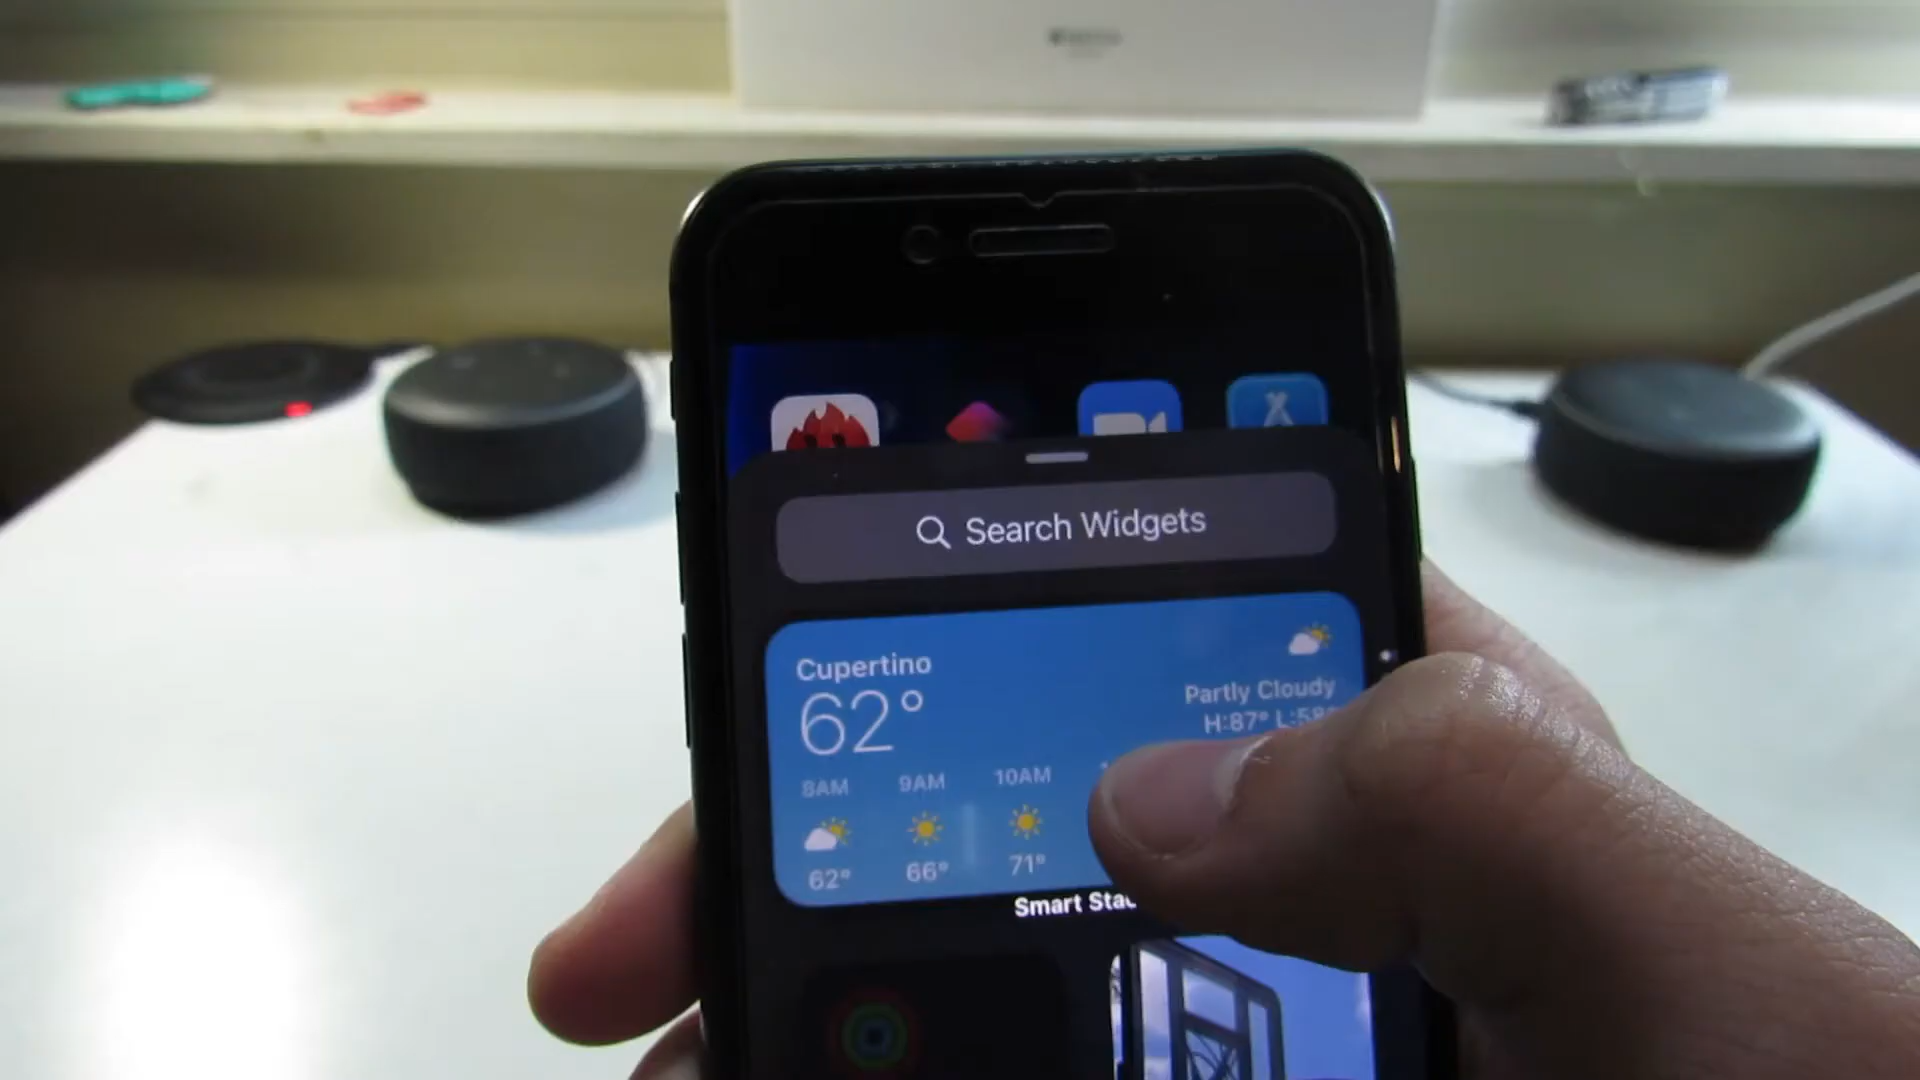 Search Widgets
Cupertino
62°
Partly Cloudy
H:87° L:58°
8AM 9AM 10AM
62° 66° 71°
Smart Stac